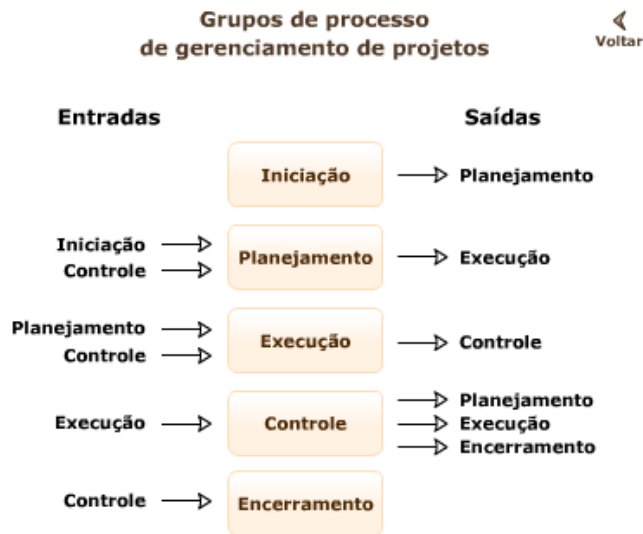 Grupos de processo
de gerenciamento de projetos
Voltar
Entradas
Saídas
Iniciação
Planejamento
Iniciação
Controle
Planejamento
Execução
Planejamento
Controle
Execução
Controle
Execução
Controle
Planejamento
Execução
Encerramento
Controle
Encerramento